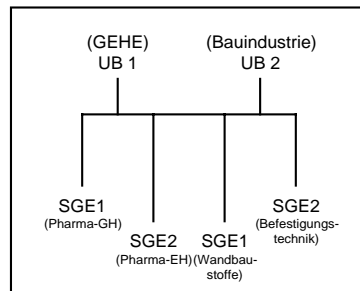 (GEHE)
UB 1
(Bauindustrie)
UB 2
SGE1
(Pharma-GH)
SGE2
(Pharma-EH)
SGE1
(Wandbau-
stoffe)
SGE2
(Befestigungs-
technik)